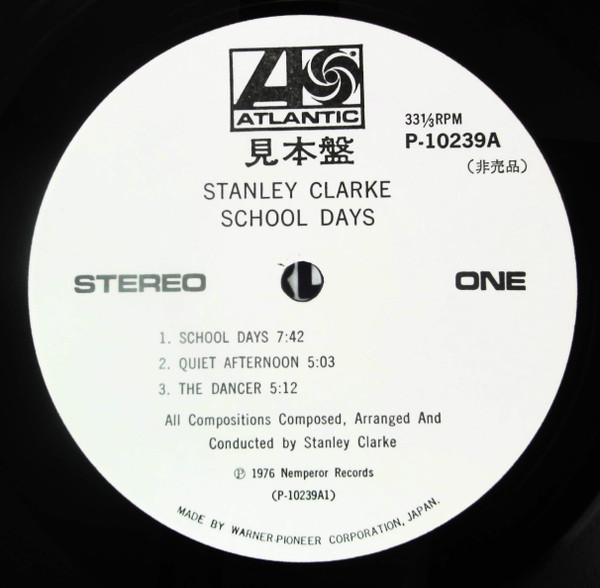 ATLANTIC
見本盤
33⅓RPM
P-10239A
(非売品)
STANLEY CLARKE
SCHOOL DAYS
STEREO
ONE
1. SCHOOL DAYS 7:42
2. QUIET AFTERNOON 5:03
3. THE DANCER 5:12
All Compositions Composed, Arranged And
Conducted by Stanley Clarke
℗ 1976 Nemperor Records
(P-10239A1)
MADE BY WARNER-PIONEER CORPORATION, JAPAN.